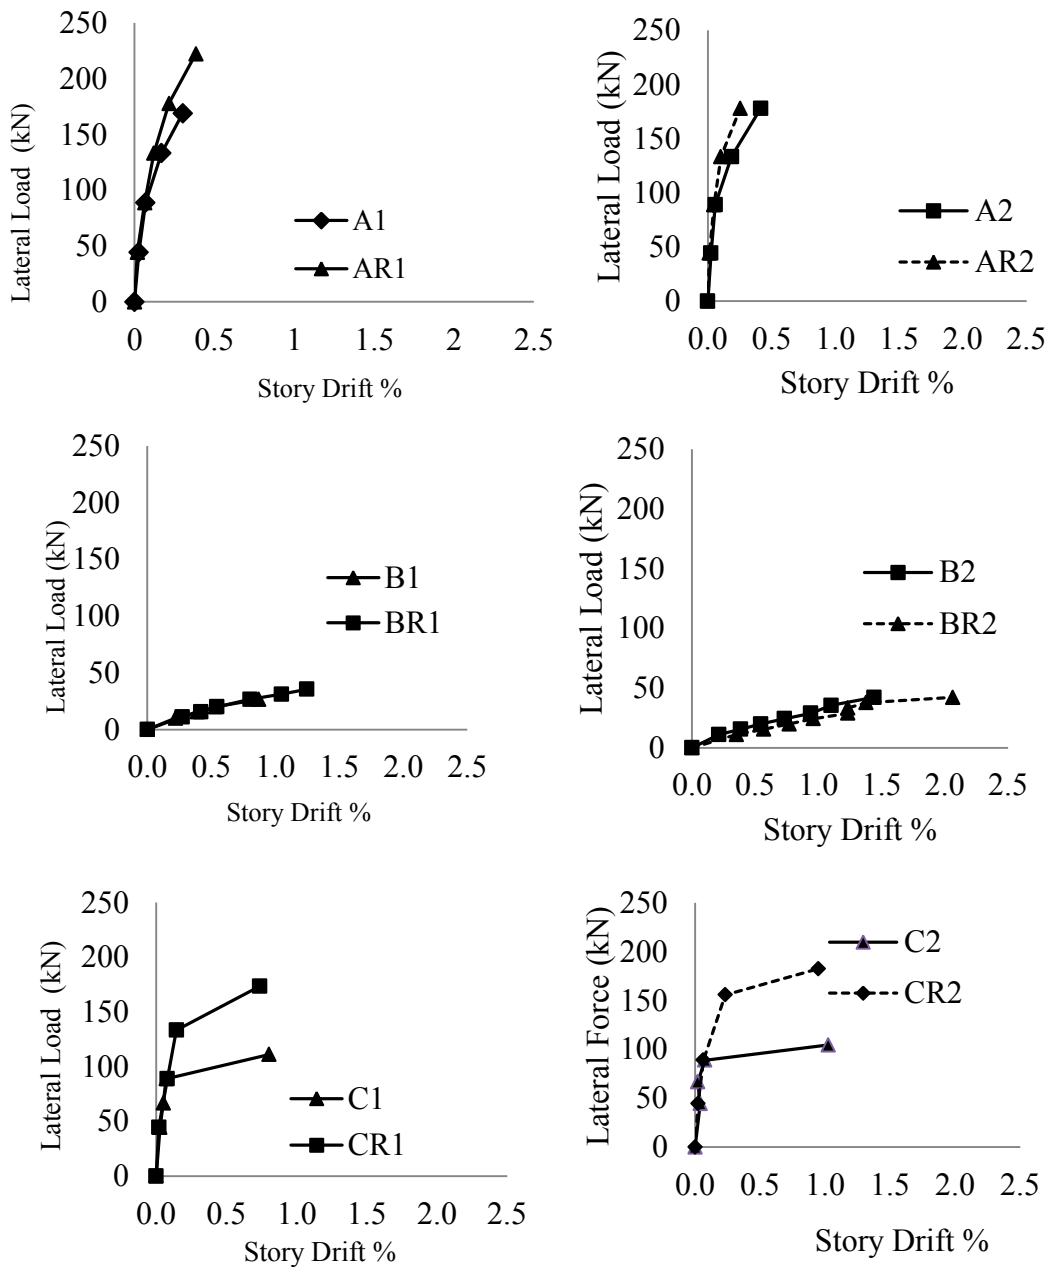 250
200
150
100
50
0
Lateral Load (kN)
A1
AR1
0 0.5 1 1.5 2 2.5
Story Drift %
250
200
150
100
50
0
Lateral Load (kN)
A2
AR2
0.0 0.5 1.0 1.5 2.0 2.5
Story Drift %
250
200
150
100
50
0
Lateral Load (kN)
B1
BR1
0.0 0.5 1.0 1.5 2.0 2.5
Story Drift %
250
200
150
100
50
0
Lateral Load (kN)
B2
BR2
0.0 0.5 1.0 1.5 2.0 2.5
Story Drift %
250
200
150
100
50
0
Lateral Load (kN)
C1
CR1
0.0 0.5 1.0 1.5 2.0 2.5
Story Drift %
250
200
150
100
50
0
Lateral Force (kN)
C2
CR2
0.0 0.5 1.0 1.5 2.0 2.5
Story Drift %